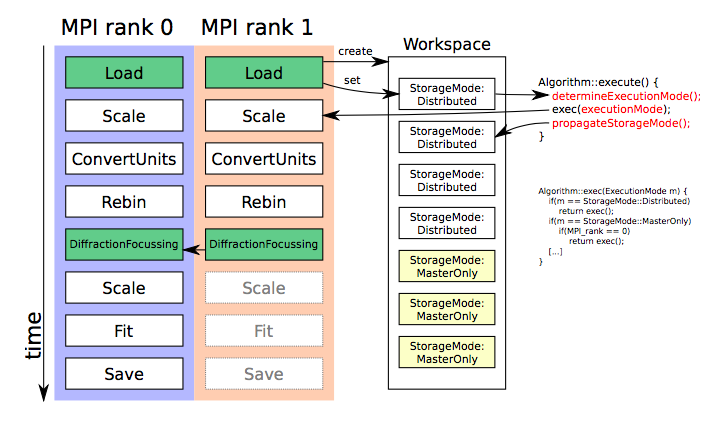 MPI rank 0
MPI rank 1
Load
Scale
ConvertUnits
Rebin
DiffractionFocussing
Scale
Fit
Save
Load
Scale
ConvertUnits
Rebin
DiffractionFocussing
Scale
Fit
Save
time
create
set
Workspace
StorageMode:
Distributed
StorageMode:
Distributed
StorageMode:
Distributed
StorageMode:
Distributed
StorageMode:
MasterOnly
StorageMode:
MasterOnly
StorageMode:
MasterOnly
Algorithm::execute() {
determineExecutionMode();
exec(executionMode);
propagateStorageMode();
}
Algorithm::exec(ExecutionMode m) {
if(m == StorageMode::Distributed)
return exec();
if(m == StorageMode::MasterOnly)
if(MPI_rank == 0)
return exec();
[...]
}